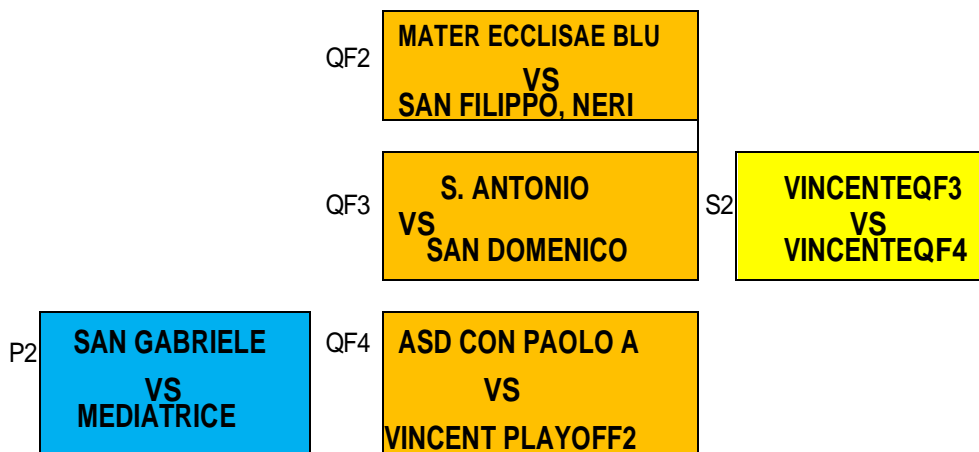 QF2
MATER ECCLISAE BLU
VS
SAN FILIPPO, NERI
QF3
S. ANTONIO
VS
SAN DOMENICO
S2
VINCENTEQF3
VS
VINCENTEQF4
P2
SAN GABRIELE
VS
MEDIATRICE
QF4
ASD CON PAOLO A
VS
VINCENT PLAYOFF2